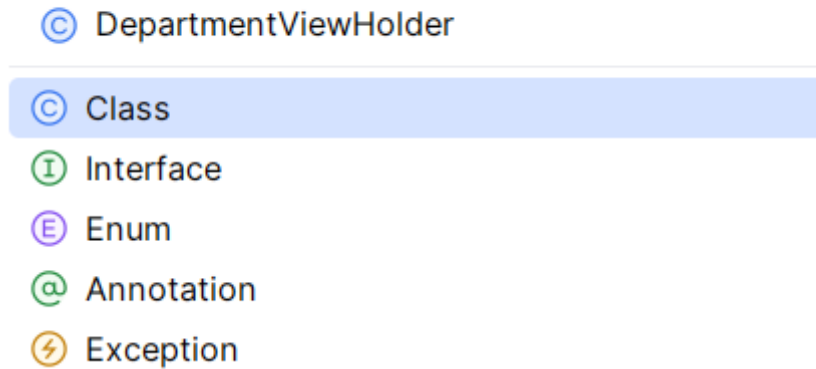 DepartmentViewHolder
Class
Interface
Enum
Annotation
Exception